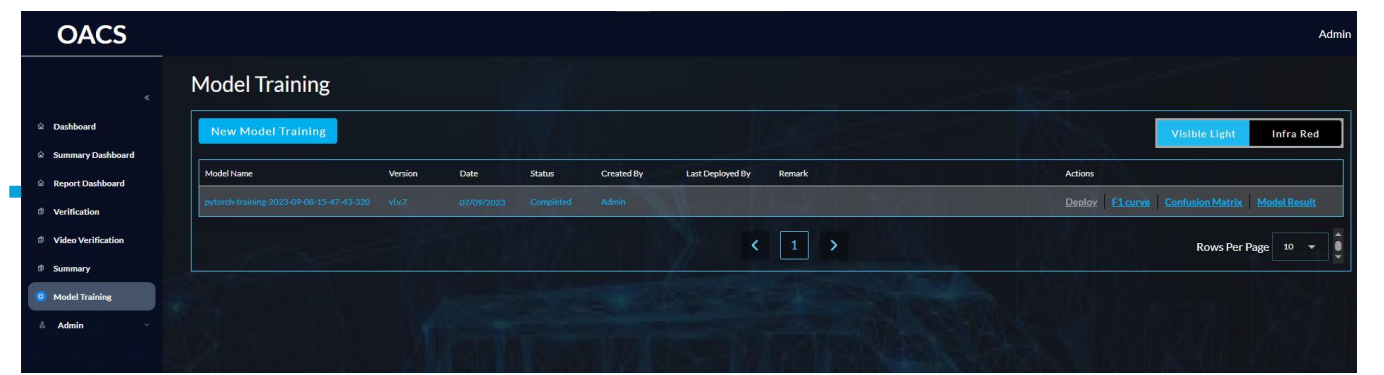 OACS
Admin
Model Training
Dashboard
Summary Dashboard
Report Dashboard
Verification
Video Verification
Summary
Model Training
Admin
New Model Training
Visible Light Infra Red
Model Name Version Date Status Created By Last Deployed By Remark Actions
pytorch-training-2023-09-08-15-47-43-320 vlv.7 07/09/2023 Completed Admin Deploy F1 curve Confusion Matrix Model Result
1
Rows Per Page 10